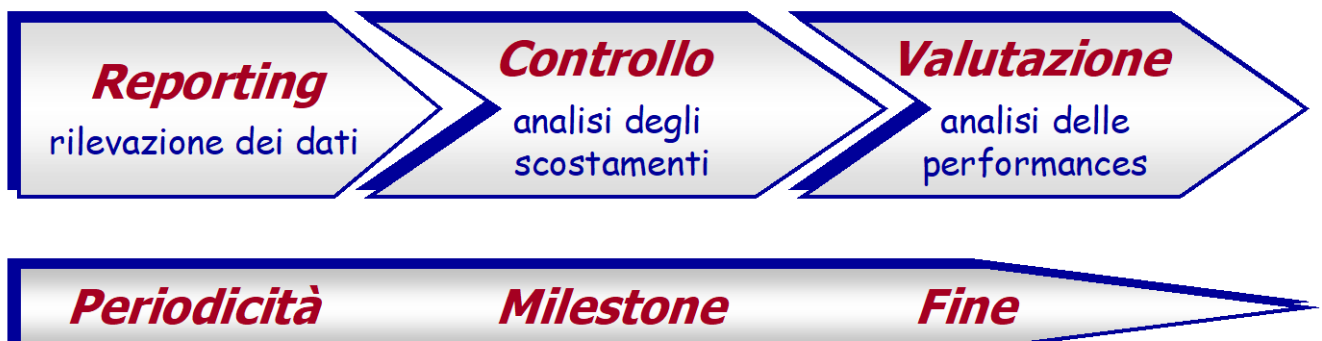 Reporting
rilevazione dei dati
Controllo
analisi degli
scostamenti
Valutazione
analisi delle
performances
Periodicità
Milestone
Fine